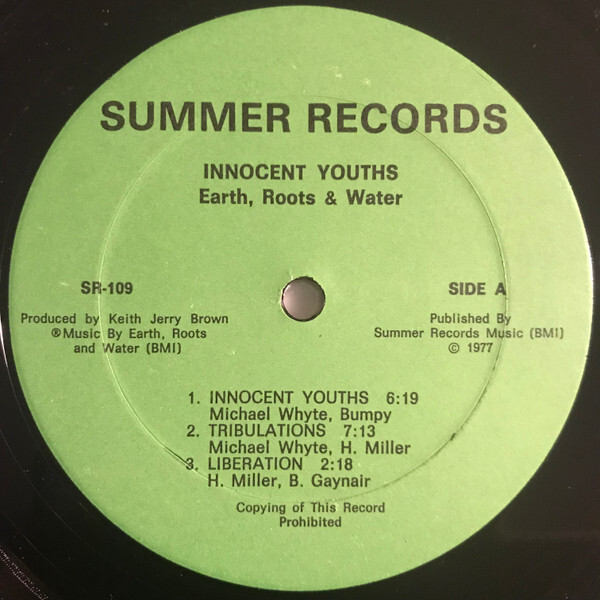 SUMMER RECORDS
INNOCENT YOUTHS
Earth, Roots & Water
SR-109
Produced by Keith Jerry Brown
®Music By Earth, Roots
and Water (BMI)
SIDE A
Published By
Summer Records Music (BMI)
© 1977
1. INNOCENT YOUTHS 6:19
Michael Whyte, Bumpy
2. TRIBULATIONS 7:13
Michael Whyte, H. Miller
3. LIBERATION 2:18
H. Miller, B. Gaynair
Copying of This Record
Prohibited